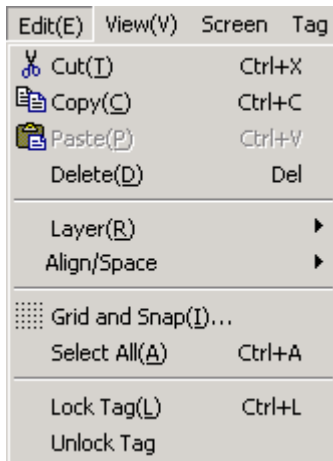 Edit(E) View(V) Screen Tag
Cut(T) Ctrl+X
Copy(C) Ctrl+C
Paste(P) Ctrl+V
Delete(D) Del
Layer(R)
Align/Space
Grid and Snap(I)...
Select All(A) Ctrl+A
Lock Tag(L) Ctrl+L
Unlock Tag